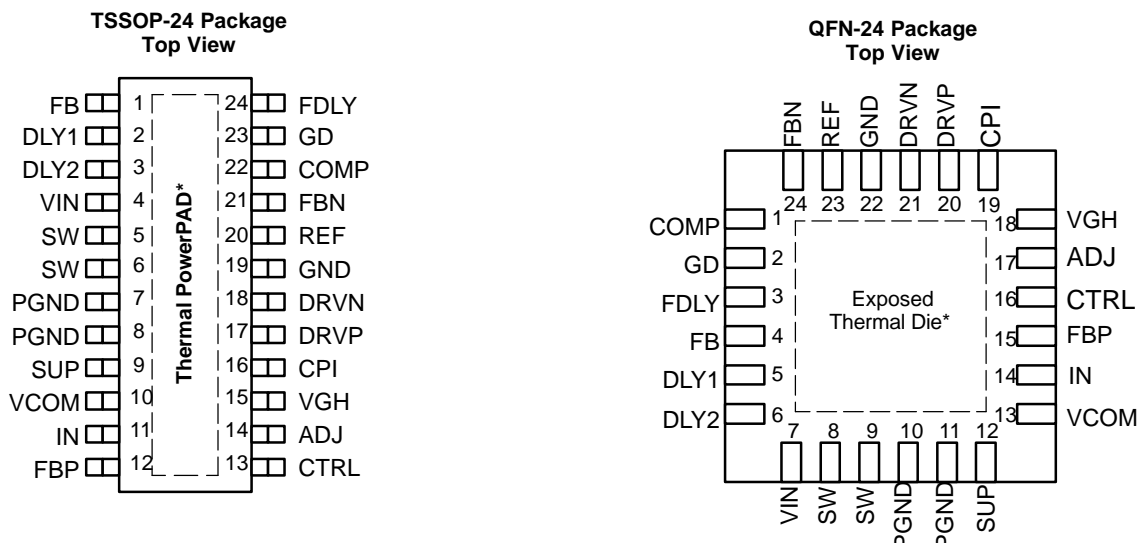 TSSOP-24 Package
Top View
FB 1 24 FDLY
DLY1 2 23 GD
DLY2 3 22 COMP
VIN 4 21 FBN
SW 5 20 REF
SW 6 19 GND
PGND 7 18 DRVN
PGND 8 17 DRVP
SUP 9 16 CPI
VCOM 10 15 VGH
IN 11 14 ADJ
FBP 12 13 CTRL
Thermal PowerPAD*
QFN-24 Package
Top View
FBN REF GND DRVN DRVP CPI
24 23 22 21 20 19
COMP 1 18 VGH
GD 2 17 ADJ
FDLY 3 16 CTRL
FB 4 15 FBP
DLY1 5 14 IN
DLY2 6 13 VCOM
Exposed
Thermal Die*
7 8 9 10 11 12
VIN SW SW PGND PGND SUP